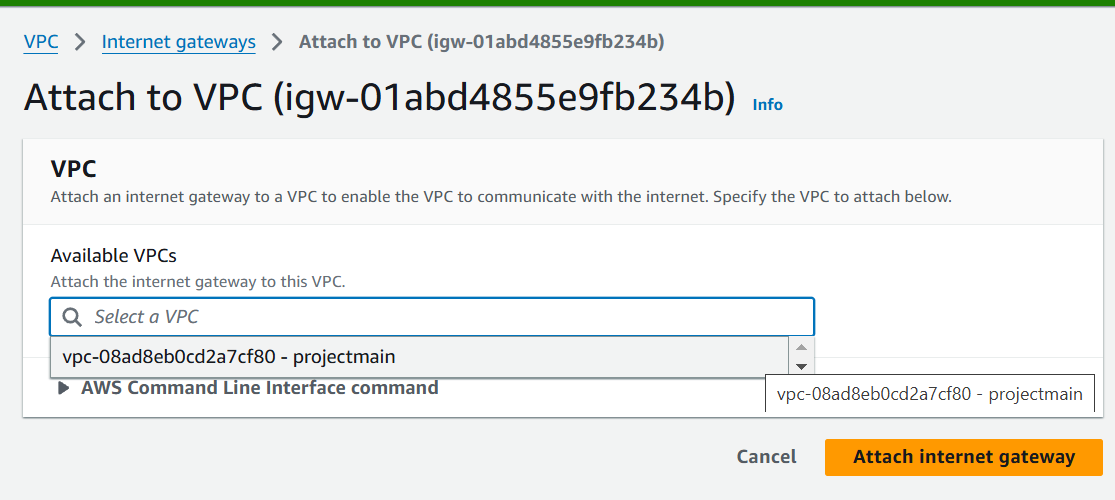 VPC > Internet gateways > Attach to VPC (igw-01abd4855e9fb234b)
Attach to VPC (igw-01abd4855e9fb234b) Info
VPC
Attach an internet gateway to a VPC to enable the VPC to communicate with the internet. Specify the VPC to attach below.
Available VPCs
Attach the internet gateway to this VPC.
Select a VPC
vpc-08ad8eb0cd2a7cf80 - projectmain
AWS Command Line Interface command
vpc-08ad8eb0cd2a7cf80 - projectmain
Cancel Attach internet gateway